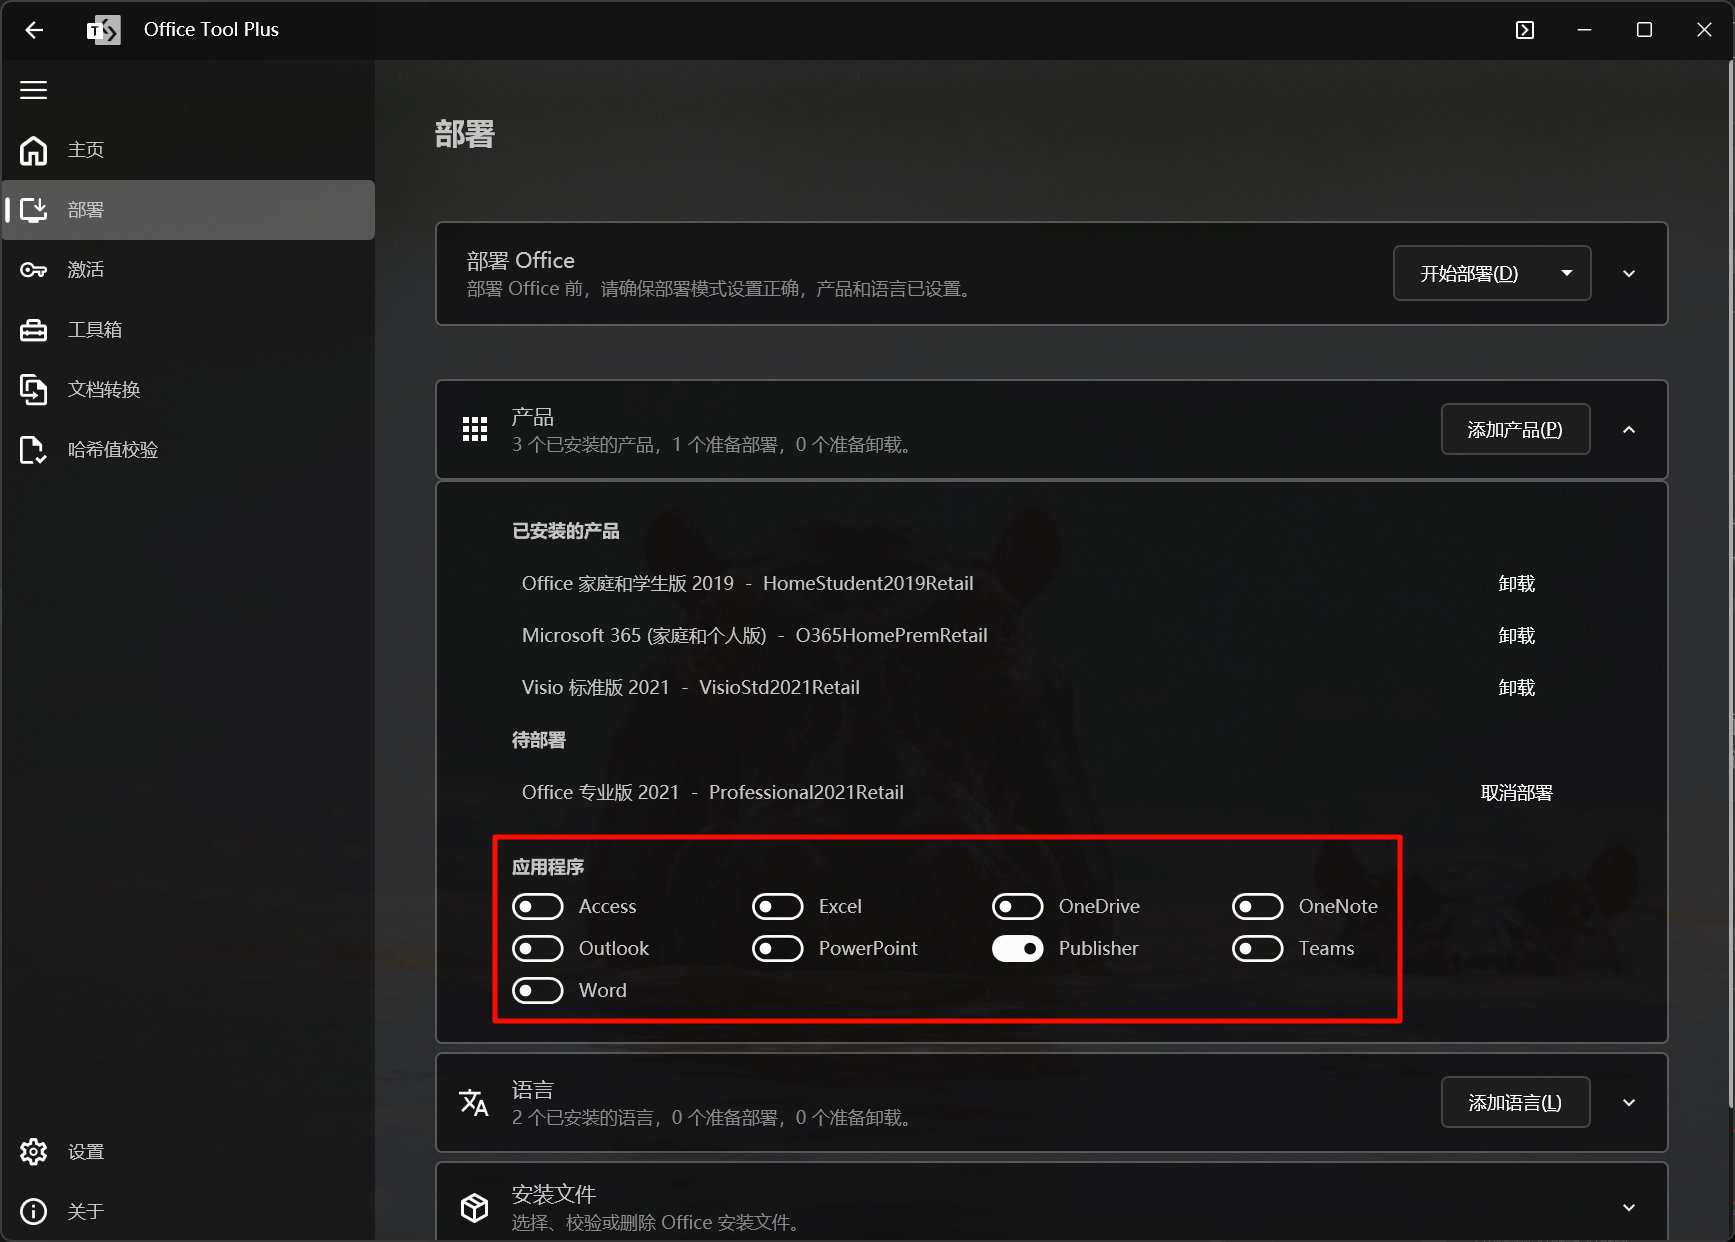 Office Tool Plus
主页
部署
激活
工具箱
文档转换
哈希值校验
设置
关于
部署
部署 Office
部署 Office 前，请确保部署模式设置正确，产品和语言已设置。
开始部署(D)
产品
3 个已安装的产品，1 个准备部署，0 个准备卸载。
添加产品(P)
已安装的产品
Office 家庭和学生版 2019 - HomeStudent2019Retail 卸载
Microsoft 365 (家庭和个人版) - O365HomePremRetail 卸载
Visio 标准版 2021 - VisioStd2021Retail 卸载
待部署
Office 专业版 2021 - Professional2021Retail 取消部署
应用程序
Access Excel OneDrive OneNote
Outlook PowerPoint Publisher Teams
Word
语言
2 个已安装的语言，0 个准备部署，0 个准备卸载。
添加语言(L)
安装文件
选择、校验或删除 Office 安装文件。